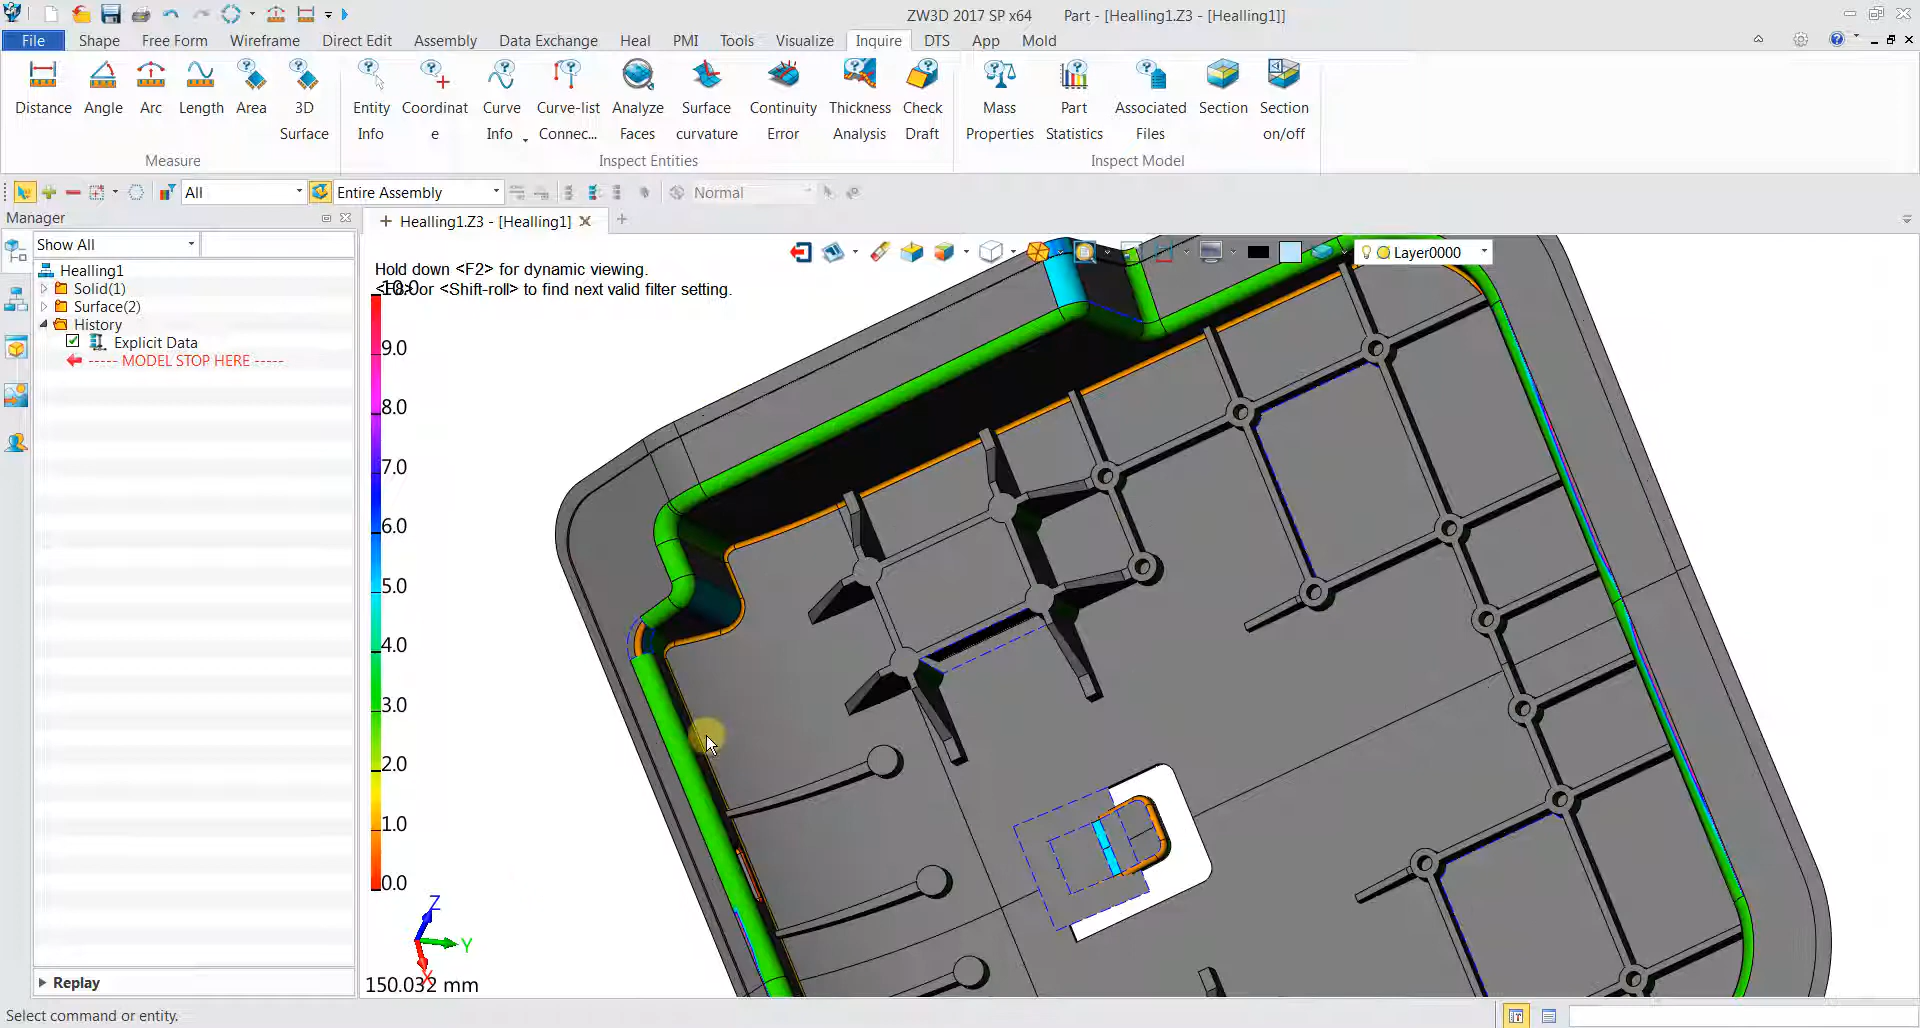 ZW3D 2017 SP x64 Part - [Healling1.Z3 - [Healling1]]
File Shape Free Form Wireframe Direct Edit Assembly Data Exchange Heal PMI Tools Visualize Inquire DTS App Mold
Distance Angle Arc Length Area 3D Surface
Measure
Entity Info Coordinate Curve Info Curve-list Connec... Analyze Faces Surface curvature Continuity Error Thickness Analysis Check Draft
Inspect Entities
Mass Properties Part Statistics Associated Files Section Section on/off
Inspect Model
All Entire Assembly Normal
Manager
Healling1.Z3 - [Healling1]
Show All
Healling1
Solid(1)
Surface(2)
History
Explicit Data
----- MODEL STOP HERE -----
Replay
Hold down <F2> for dynamic viewing.
<F8> or <Shift-roll> to find next valid filter setting.
Layer0000
10.0
9.0
8.0
7.0
6.0
5.0
4.0
3.0
2.0
1.0
0.0
Z
Y
X
150.032 mm
Select command or entity.